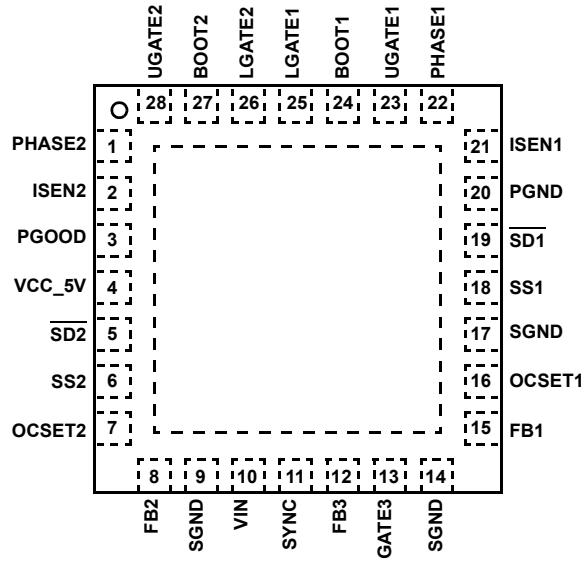 UGATE2
BOOT2
LGATE2
LGATE1
BOOT1
UGATE1
PHASE1
28 27 26 25 24 23 22
PHASE2 1
ISEN2 2
PGOOD 3
VCC_5V 4
SD2 5
SS2 6
OCSET2 7
21 ISEN1
20 PGND
19 SD1
18 SS1
17 SGND
16 OCSET1
15 FB1
8 9 10 11 12 13 14
FB2
SGND
VIN
SYNC
FB3
GATE3
SGND